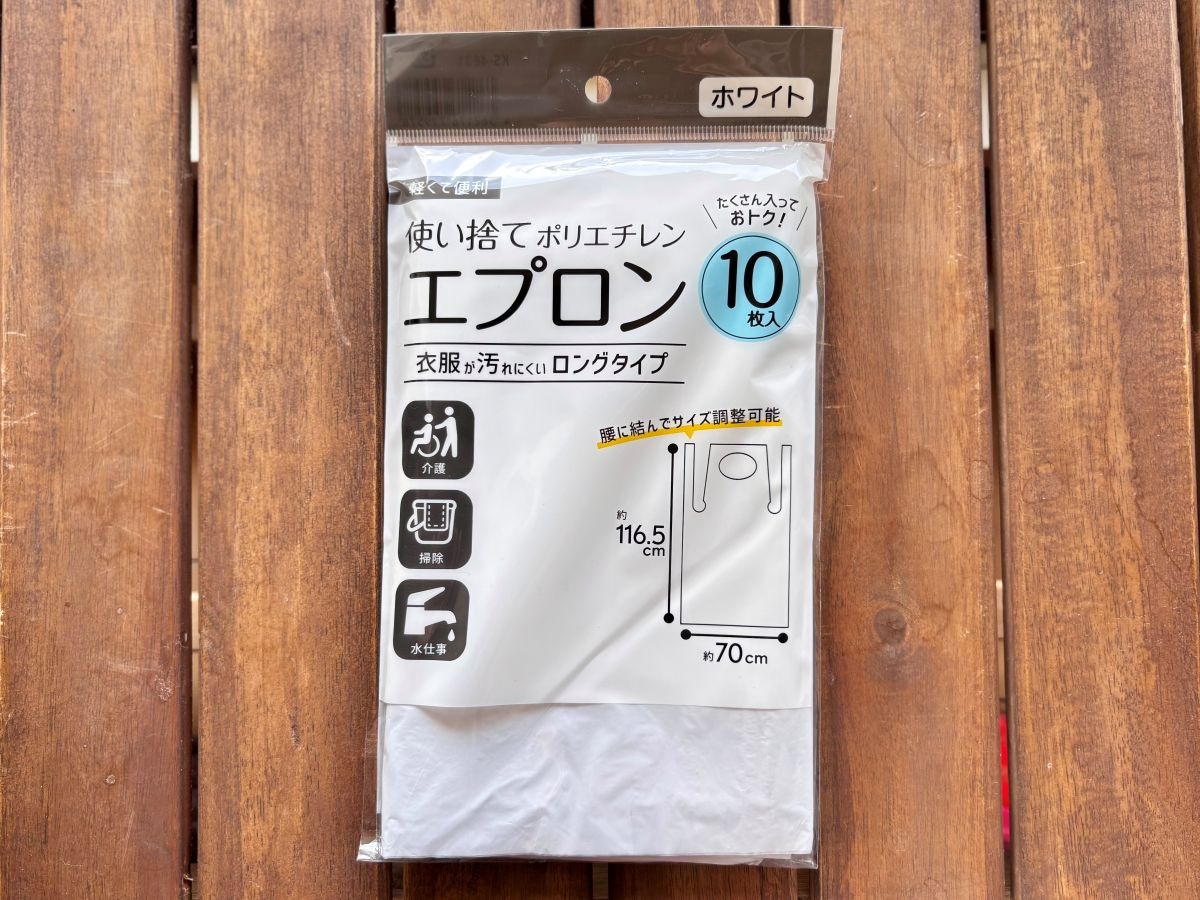 ホワイト
軽くて便利
たくさん入って
おトク!
使い捨てポリエチレン
エプロン
10
枚入
衣服が汚れにくいロングタイプ
腰に結んでサイズ調整可能
介護
掃除
水仕事
約
116.5
cm
約70cm